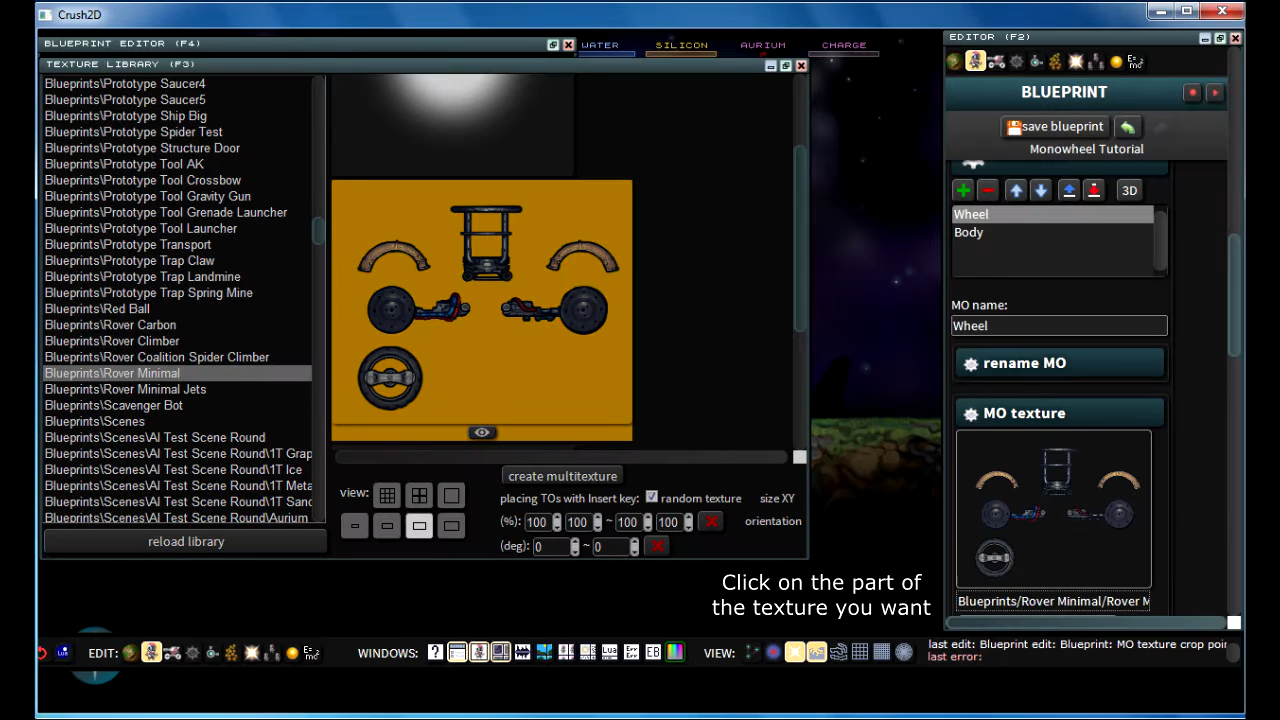 Crush2D
BLUEPRINT EDITOR (F4)
WATER
SILICON
AURIUM
CHARGE
TEXTURE LIBRARY (F3)
Blueprints\Prototype Saucer4
Blueprints\Prototype Saucer5
Blueprints\Prototype Ship Big
Blueprints\Prototype Spider Test
Blueprints\Prototype Structure Door
Blueprints\Prototype Tool AK
Blueprints\Prototype Tool Crossbow
Blueprints\Prototype Tool Gravity Gun
Blueprints\Prototype Tool Grenade Launcher
Blueprints\Prototype Tool Launcher
Blueprints\Prototype Transport
Blueprints\Prototype Trap Claw
Blueprints\Prototype Trap Landmine
Blueprints\Prototype Trap Spring Mine
Blueprints\Red Ball
Blueprints\Rover Carbon
Blueprints\Rover Climber
Blueprints\Rover Coalition Spider Climber
Blueprints\Rover Minimal
Blueprints\Rover Minimal Jets
Blueprints\Scavenger Bot
Blueprints\Scenes
Blueprints\Scenes\AI Test Scene Round
Blueprints\Scenes\AI Test Scene Round\1T Grap
Blueprints\Scenes\AI Test Scene Round\1T Ice
Blueprints\Scenes\AI Test Scene Round\1T Meta
Blueprints\Scenes\AI Test Scene Round\1T Sand
Blueprints\Scenes\AI Test Scene Round\Aurium
reload library
create multitexture
view:
placing TOs with Insert key:
random texture
size XY
(%):
100
100
~
100
100
orientation
(deg):
0
~
0
EDITOR (F2)
E=mc²
BLUEPRINT
save blueprint
Monowheel Tutorial
3D
Wheel
Body
MO name:
Wheel
rename MO
MO texture
Blueprints/Rover Minimal/Rover M
Click on the part of
the texture you want
Lua
EDIT:
E=mc²
WINDOWS:
?
Lua
Err
EB
VIEW:
last edit: Blueprint edit: Blueprint: MO texture crop poin
last error: